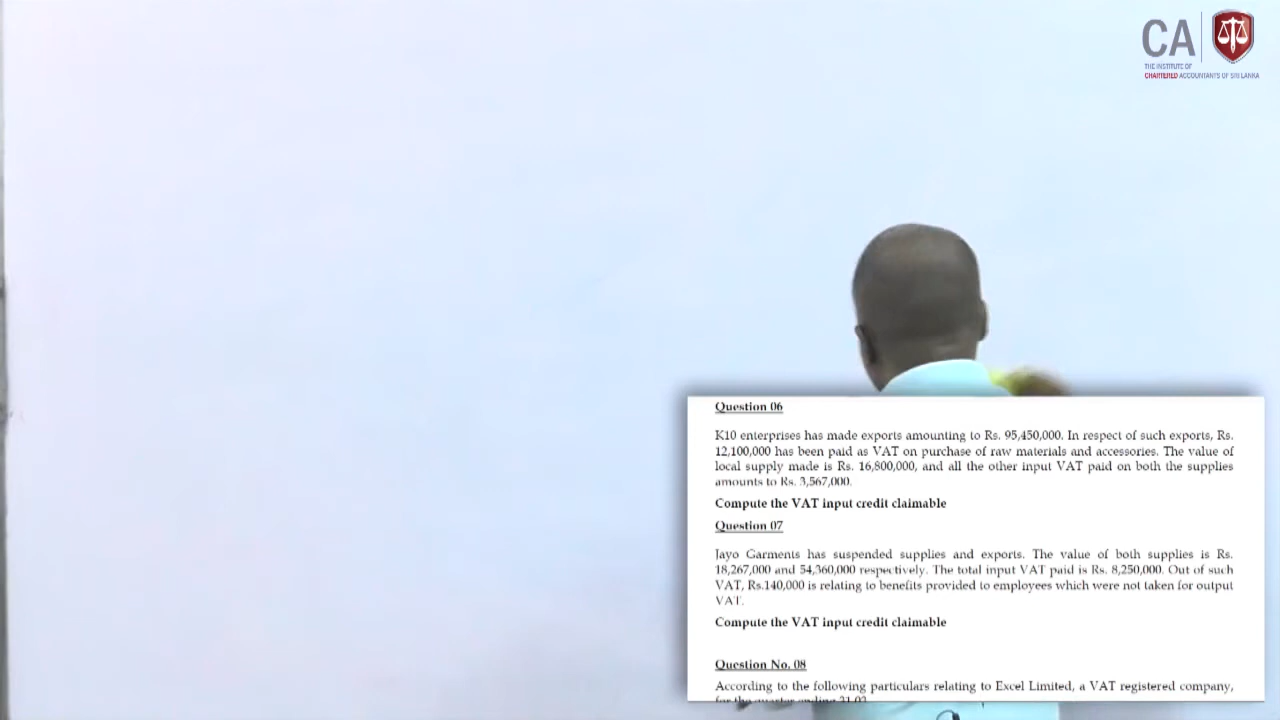 CA
THE INSTITUTE OF
CHARTERED ACCOUNTANTS OF SRI LANKA
Question 06
K10 enterprises has made exports amounting to Rs. 95,450,000. In respect of such exports, Rs.
12,100,000 has been paid as VAT on purchase of raw materials and accessories. The value of
local supply made is Rs. 16,800,000, and all the other input VAT paid on both the supplies
amounts to Rs. 3,567,000.
Compute the VAT input credit claimable
Question 07
Jayo Garments has suspended supplies and exports. The value of both supplies is Rs.
18,267,000 and 54,360,000 respectively. The total input VAT paid is Rs. 8,250,000. Out of such
VAT, Rs.140,000 is relating to benefits provided to employees which were not taken for output
VAT.
Compute the VAT input credit claimable
Question No. 08
According to the following particulars relating to Excel Limited, a VAT registered company,
for the quarter ending 31.03